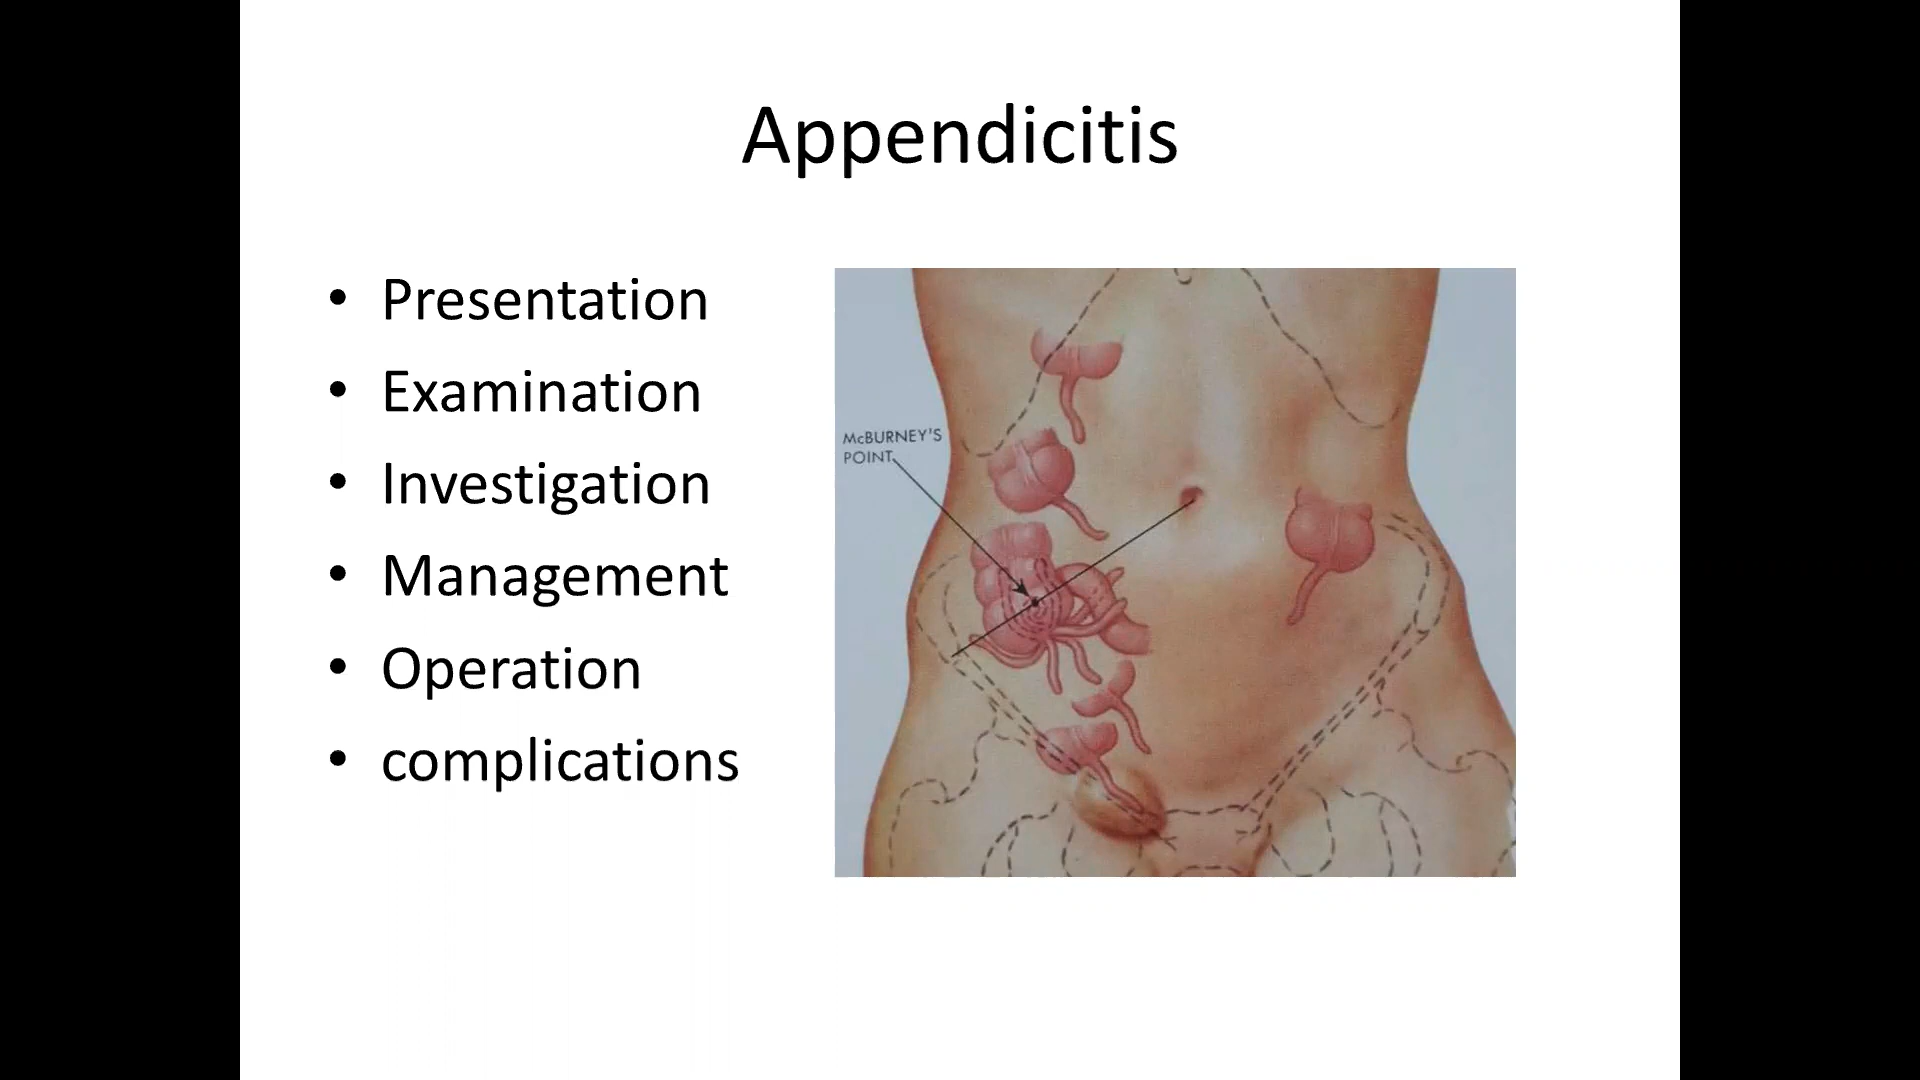 Appendicitis
• Presentation
• Examination
• Investigation
• Management
• Operation
• complications
McBURNEY'S
POINT